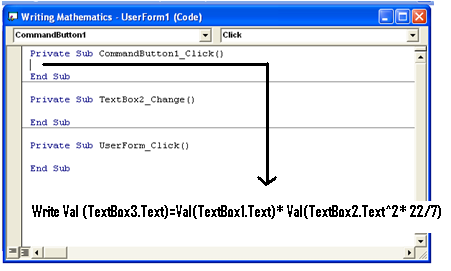 Writing Mathematics - UserForm1 (Code)
CommandButton1 Click
Private Sub CommandButton1_Click()
End Sub
Private Sub TextBox2_Change()
End Sub
Private Sub UserForm_Click()
End Sub
Write Val (TextBox3.Text)=Val(TextBox1.Text)* Val(TextBox2.Text^2* 22/7)